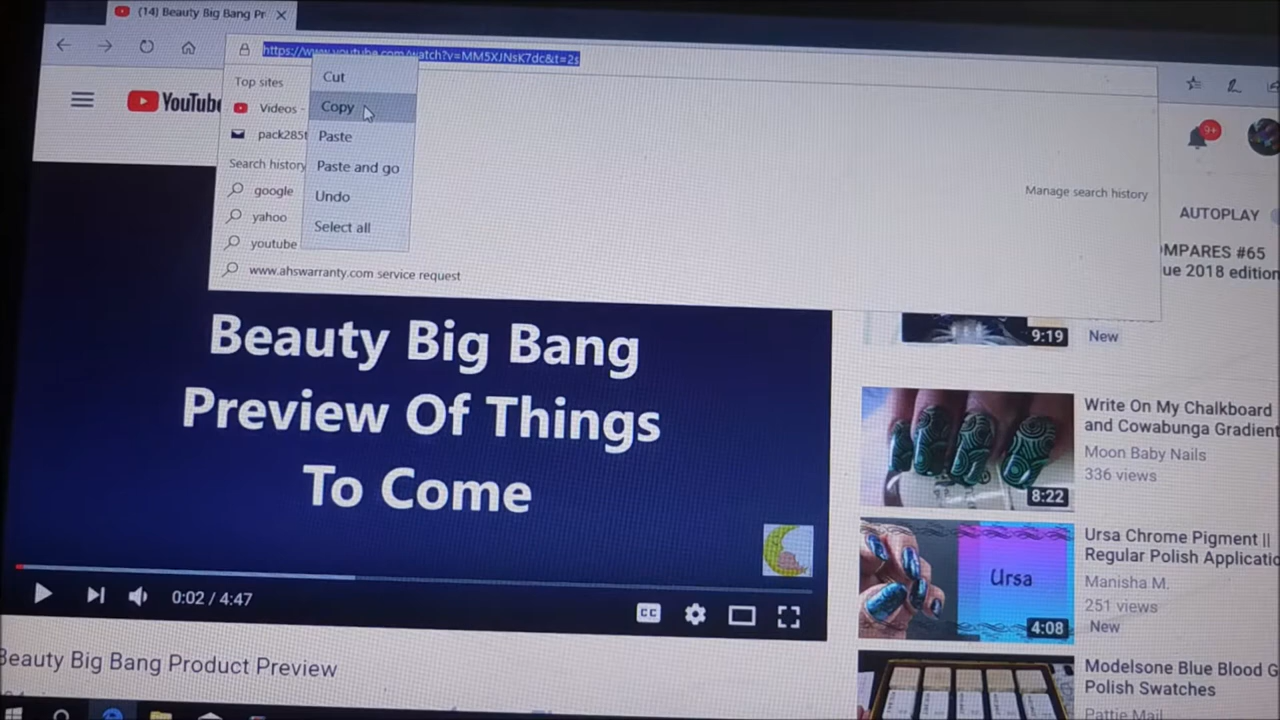 (14) Beauty Big Bang Pr
https://www.youtube.com/watch?v=MM5XJNsK7dc&t=2s
Top sites
Cut
Videos -
Copy
pack285t
Paste
Search history
Paste and go
google
Undo
yahoo
Select all
youtube
www.ahswarranty.com service request
Manage search history
YouTube
9+
AUTOPLAY
MPARES #65
ue 2018 edition
9:19
New
Beauty Big Bang
Preview Of Things
To Come
0:02 / 4:47
CC
Beauty Big Bang Product Preview
Write On My Chalkboard
and Cowabunga Gradient
Moon Baby Nails
336 views
8:22
Ursa
Ursa Chrome Pigment ||
Regular Polish Applicatio
Manisha M.
251 views
New
4:08
Modelsone Blue Blood G
Polish Swatches
Pattie Mail